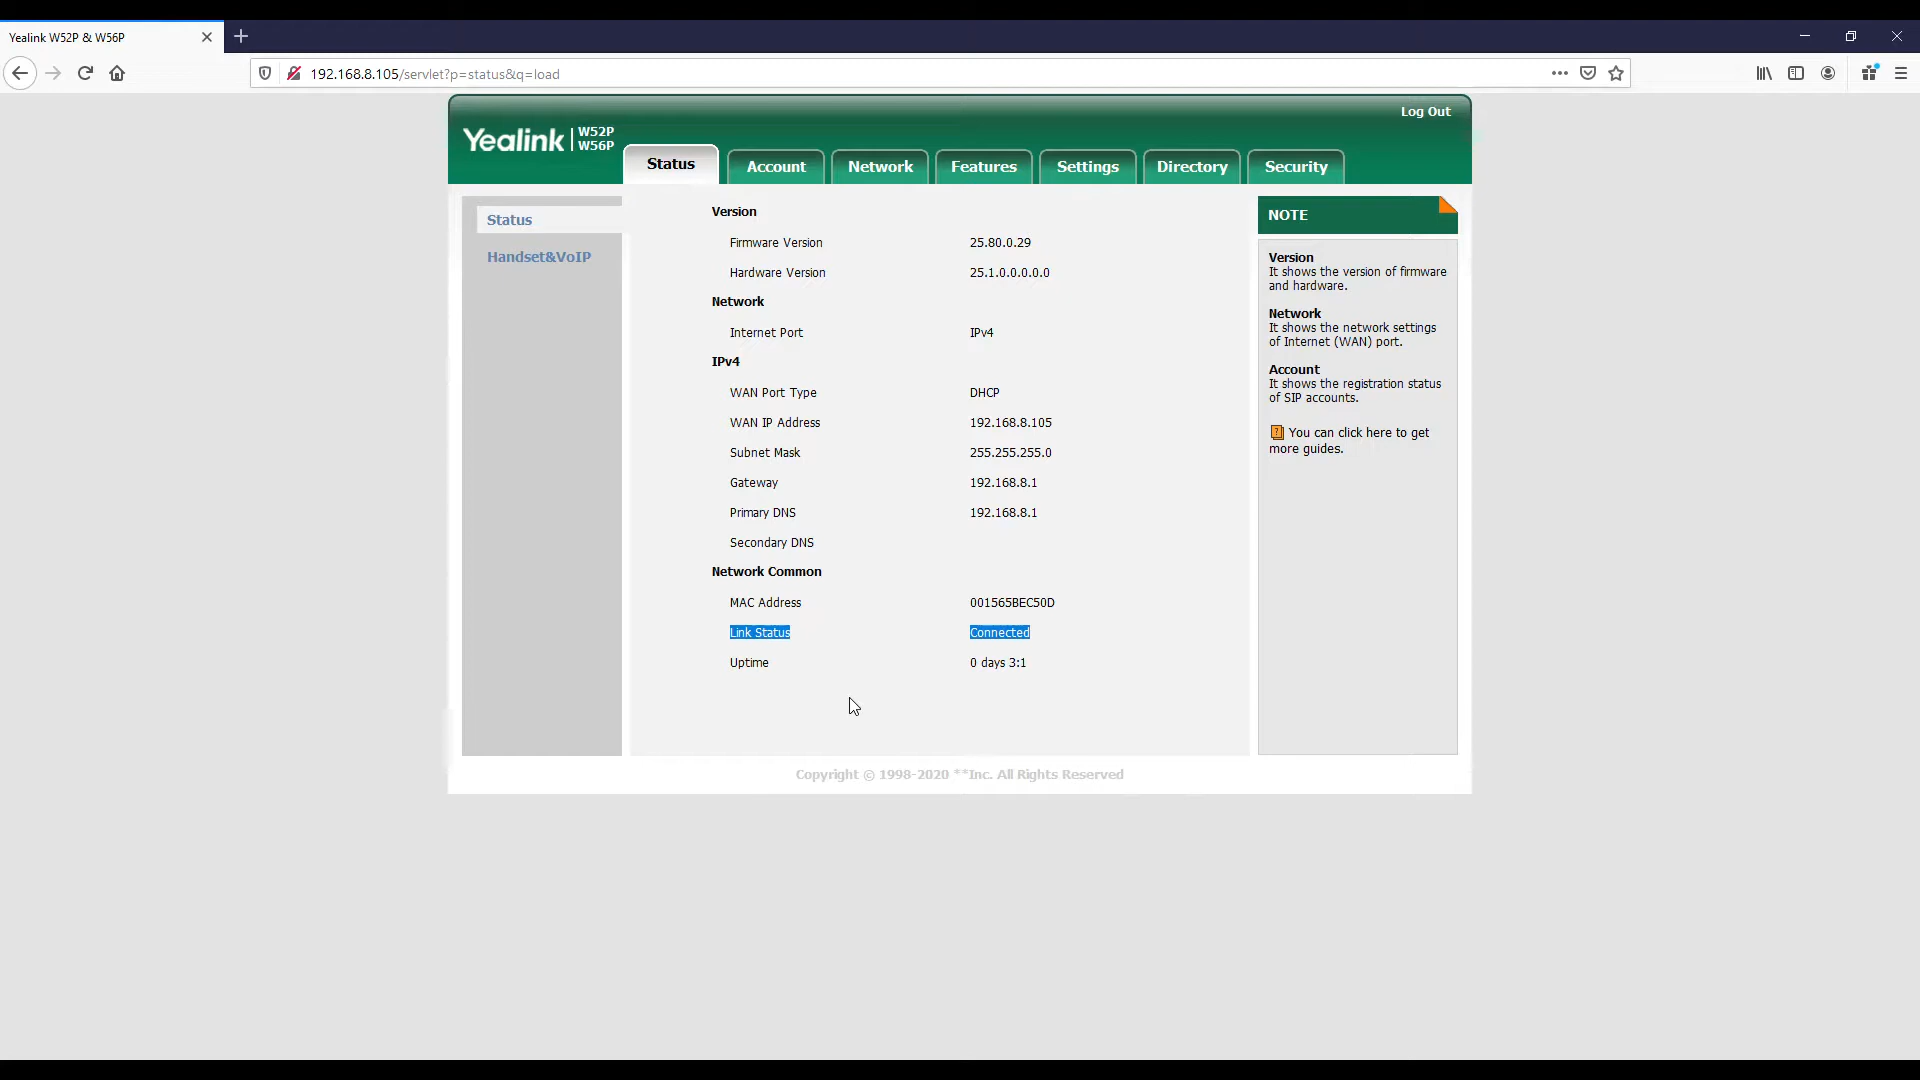 Yealink W52P & W56P
192.168.8.105/servlet?p=status&q=load
Log Out
Yealink W52P W56P
Status Account Network Features Settings Directory Security
Status
Handset&VoIP
Version
Firmware Version 25.80.0.29
Hardware Version 25.1.0.0.0.0.0
Network
Internet Port IPv4
IPv4
WAN Port Type DHCP
WAN IP Address 192.168.8.105
Subnet Mask 255.255.255.0
Gateway 192.168.8.1
Primary DNS 192.168.8.1
Secondary DNS
Network Common
MAC Address 001565BEC50D
Link Status Connected
Uptime 0 days 3:1
NOTE
Version
It shows the version of firmware
and hardware.
Network
It shows the network settings
of Internet (WAN) port.
Account
It shows the registration status
of SIP accounts.
You can click here to get
more guides.
Copyright © 1998-2020 **Inc. All Rights Reserved